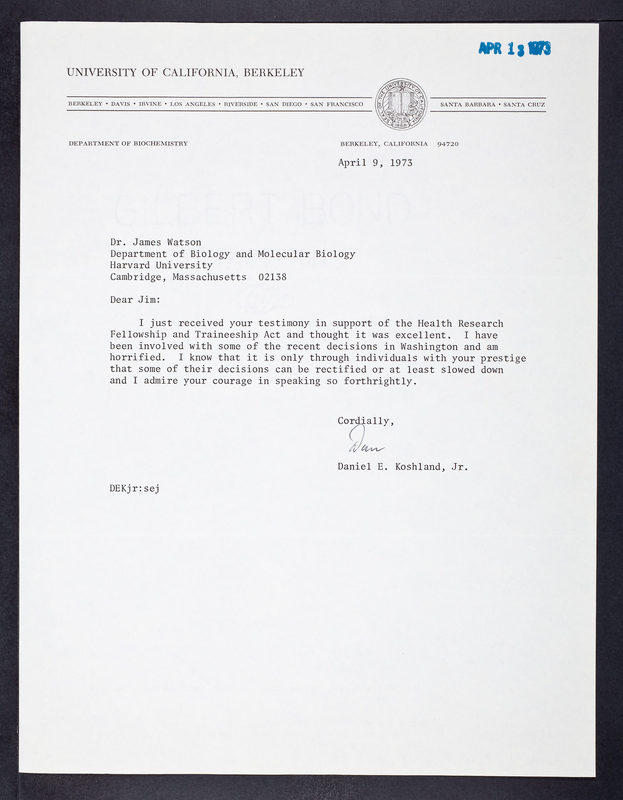 APR 13 1973
UNIVERSITY OF CALIFORNIA, BERKELEY
BERKELEY • DAVIS • IRVINE • LOS ANGELES • RIVERSIDE • SAN DIEGO • SAN FRANCISCO
SANTA BARBARA • SANTA CRUZ
DEPARTMENT OF BIOCHEMISTRY
BERKELEY, CALIFORNIA 94720
April 9, 1973
GILBERT BOND
Dr. James Watson
Department of Biology and Molecular Biology
Harvard University
Cambridge, Massachusetts 02138
Dear Jim:
I just received your testimony in support of the Health Research
Fellowship and Traineeship Act and thought it was excellent. I have
been involved with some of the recent decisions in Washington and am
horrified. I know that it is only through individuals with your prestige
that some of their decisions can be rectified or at least slowed down
and I admire your courage in speaking so forthrightly.
Cordially,
Dan
Daniel E. Koshland, Jr.
DEKjr:sej